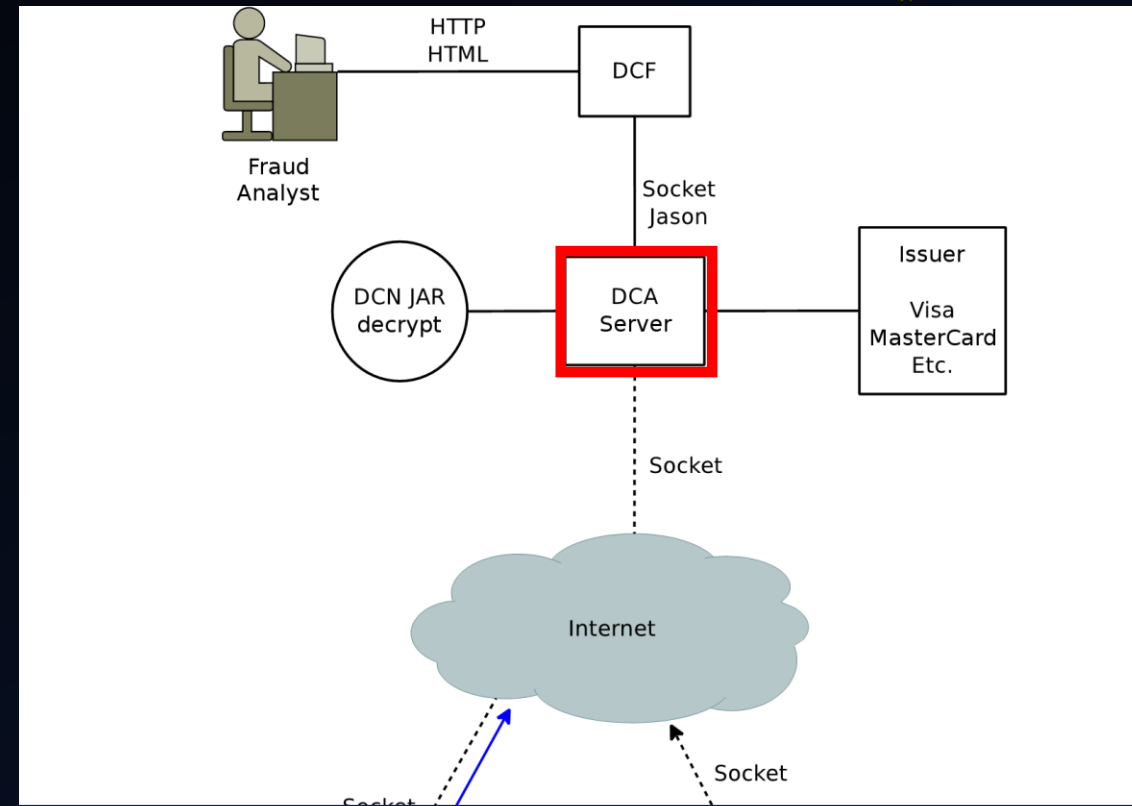 HTTP
HTML
DCF
Fraud
Analyst
Socket
Jason
DCN JAR
decrypt
DCA
Server
Issuer
Visa
MasterCard
Etc.
Socket
Internet
Socket
Socket